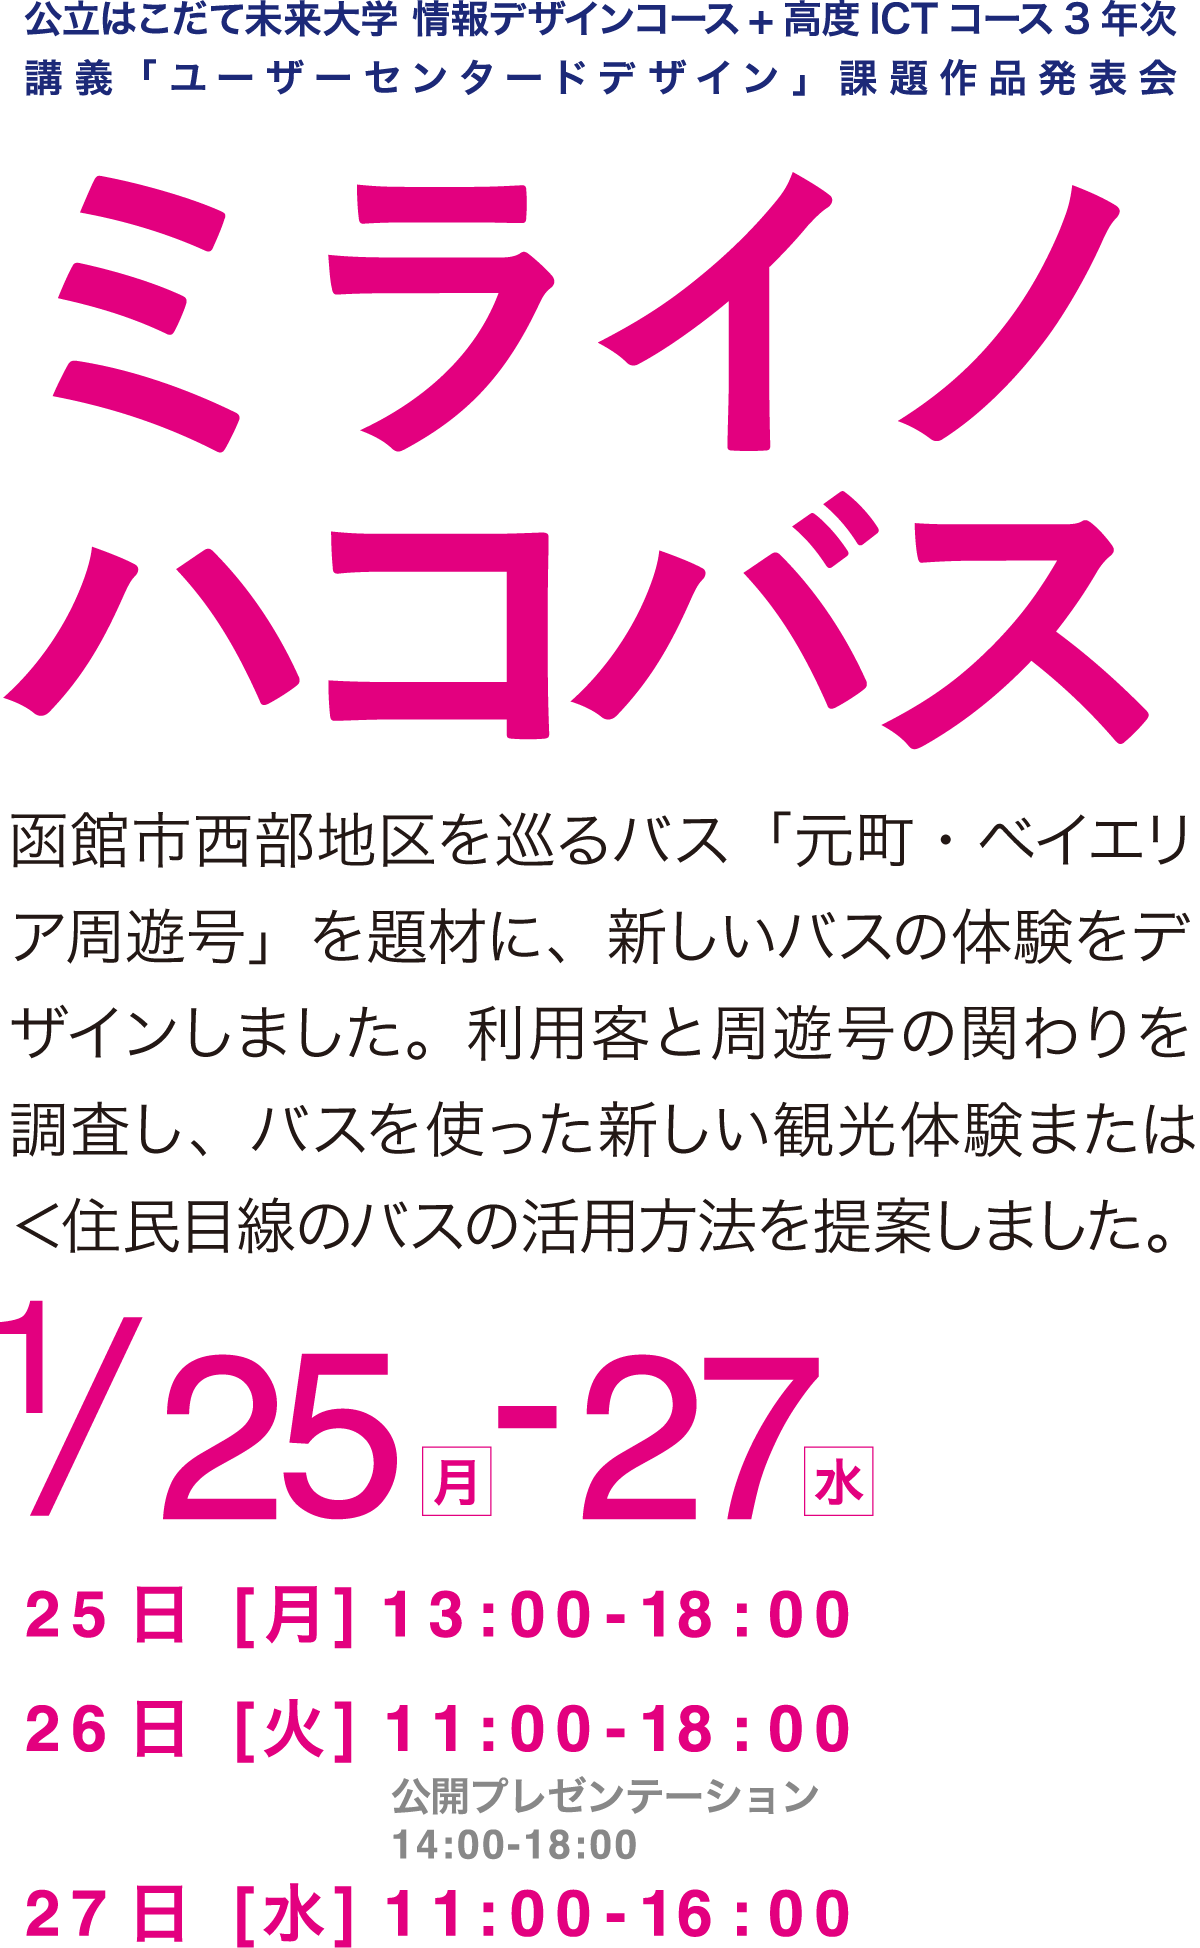 公立はこだて未来大学 情報デザインコース + 高度 ICT コース 3 年次
講義「ユーザーセンタードデザイン」課題作品発表会
ミライノ
ハコバス
函館市西部地区を巡るバス「元町・ベイエリ
ア周遊号」を題材に、新しいバスの体験をデ
ザインしました。利用客と周遊号の関わりを
調査し、バスを使った新しい観光体験または
＜住民目線のバスの活用方法を提案しました。
1/25月-27水
25日 [月] 13:00-18:00
26日 [火] 11:00-18:00
公開プレゼンテーション
14:00-18:00
27日 [水] 11:00-16:00